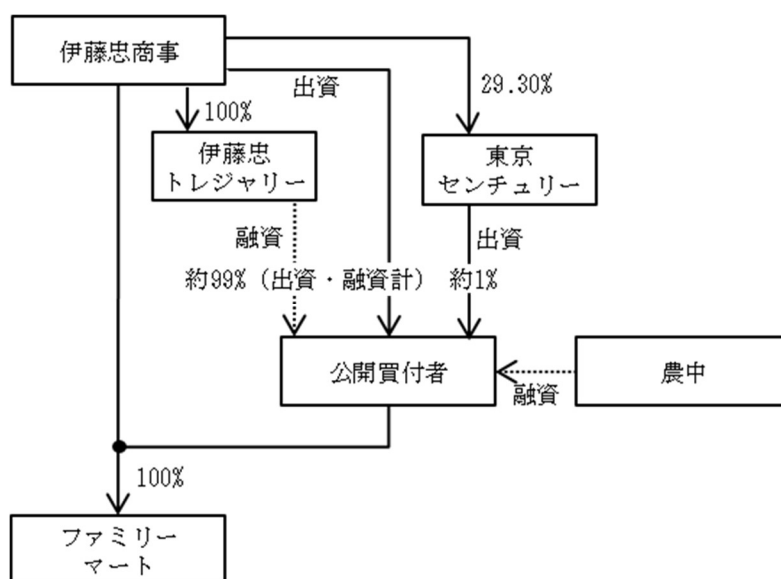 伊藤忠商事
出資
29.30%
100%
伊藤忠
トレジャリー
東京
センチュリー
融資
出資
約99%（出資・融資計）
約1%
公開買付者
農中
融資
100%
ファミリー
マート